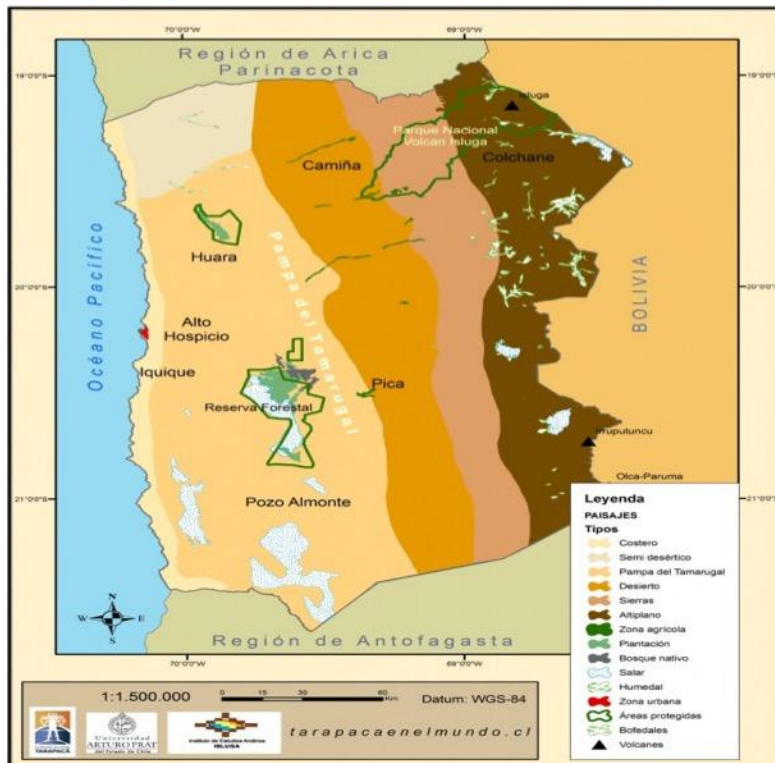 70°0'0"W
69°0'0"W
Región de Arica
Parinacota
19°0'0"S
19°0'0"S
Isluga
Parque Nacional
Volcan Isluga
Colchane
Camiña
Huara
Pampa del Tamarugal
Océano Pacífico
BOLIVIA
20°0'0"S
20°0'0"S
Alto
Hospicio
Iquique
Pica
Reserva Forestal
Irruputuncu
Olca-Paruma
21°0'0"S
21°0'0"S
Pozo Almonte
N
W
E
S
Región de Antofagasta
70°0'0"W
69°0'0"W
Leyenda
PAISAJES
Tipos
Costero
Semi desértico
Pampa del Tamarugal
Desierto
Sierras
Altiplano
Zona agrícola
Plantación
Bosque nativo
Salar
Humedal
Zona urbana
Áreas protegidas
Bofedales
Volcanes
1:1.500.000
0 15 30 60
Km
Datum: WGS-84
TARAPACÁ
Universidad
ARTURO PRAT
del Estado de Chile
Instituto de Estudios Andinos
ISLUGA
tarapacaenelmundo.cl